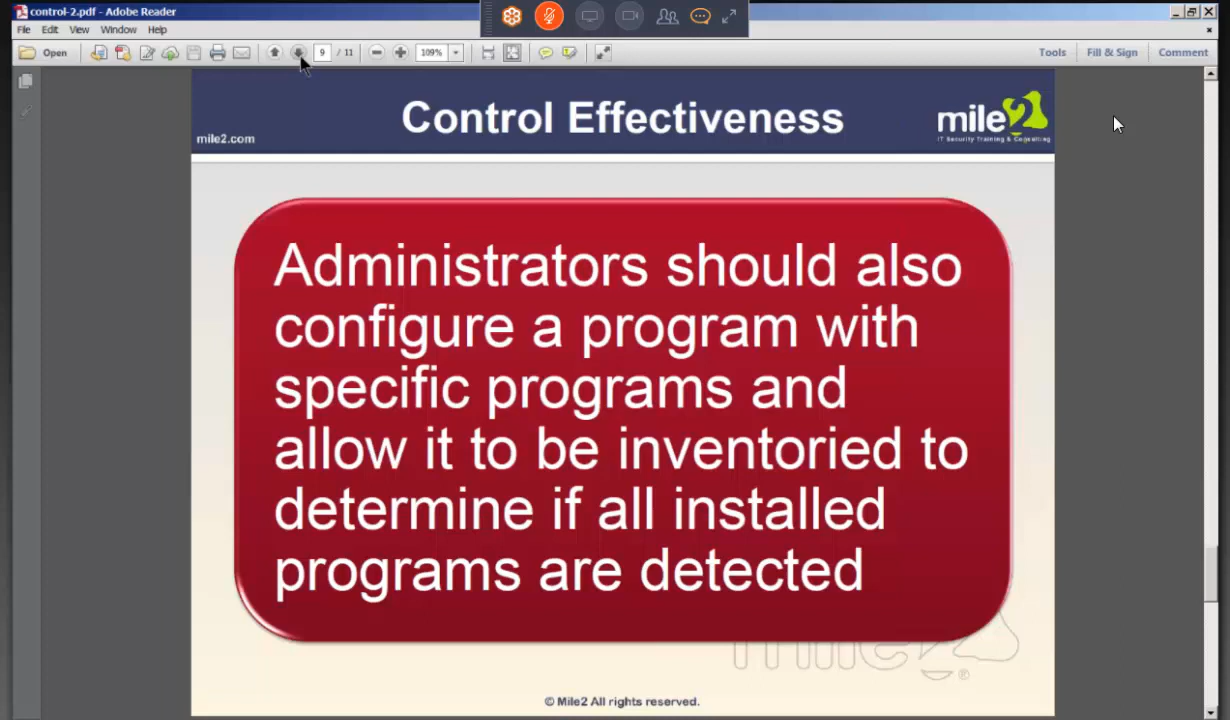 control-2.pdf - Adobe Reader
File Edit View Window Help
Open 9 / 11 109% Tools Fill & Sign Comment
Control Effectiveness
mile2.com
mile2
IT Security Training & Consulting
Administrators should also
configure a program with
specific programs and
allow it to be inventoried to
determine if all installed
programs are detected
mile2
© Mile2 All rights reserved.